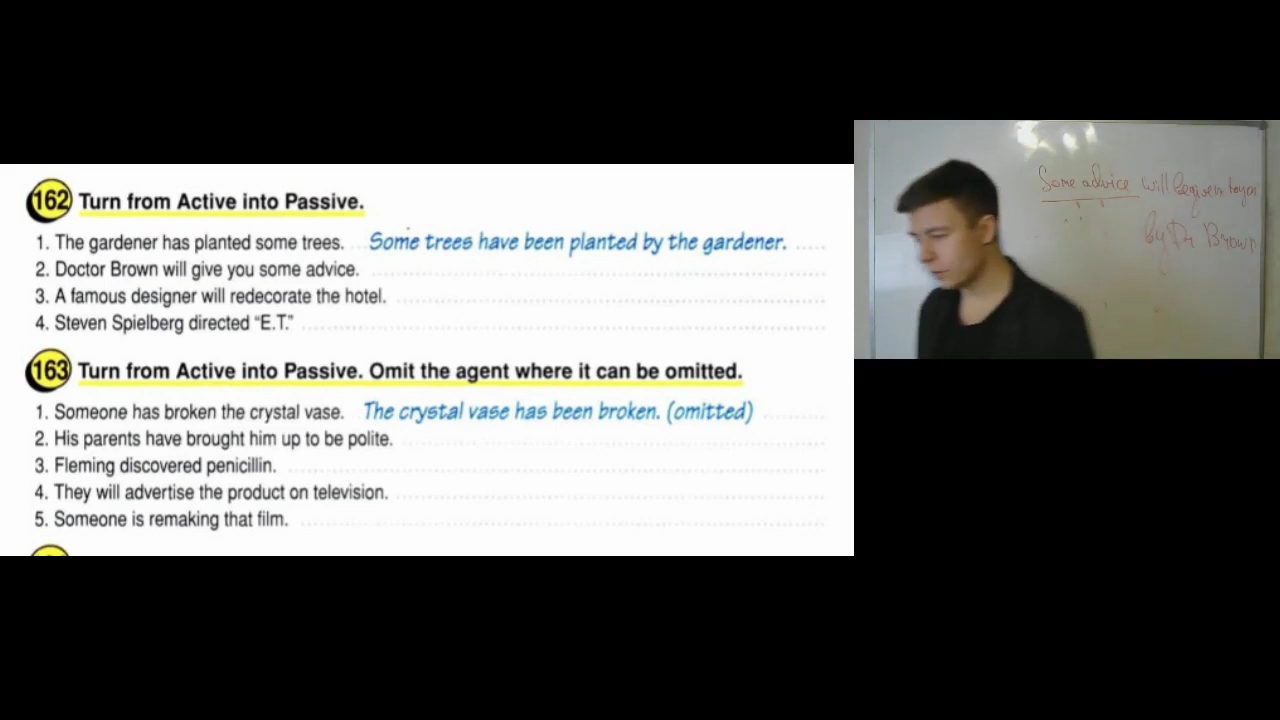 162 Turn from Active into Passive.
1. The gardener has planted some trees. Some trees have been planted by the gardener.
2. Doctor Brown will give you some advice.
3. A famous designer will redecorate the hotel.
4. Steven Spielberg directed “E.T.”
163 Turn from Active into Passive. Omit the agent where it can be omitted.
1. Someone has broken the crystal vase. The crystal vase has been broken. (omitted)
2. His parents have brought him up to be polite.
3. Fleming discovered penicillin.
4. They will advertise the product on television.
5. Someone is remaking that film.
Some advice will be given to you
by Dr Brown